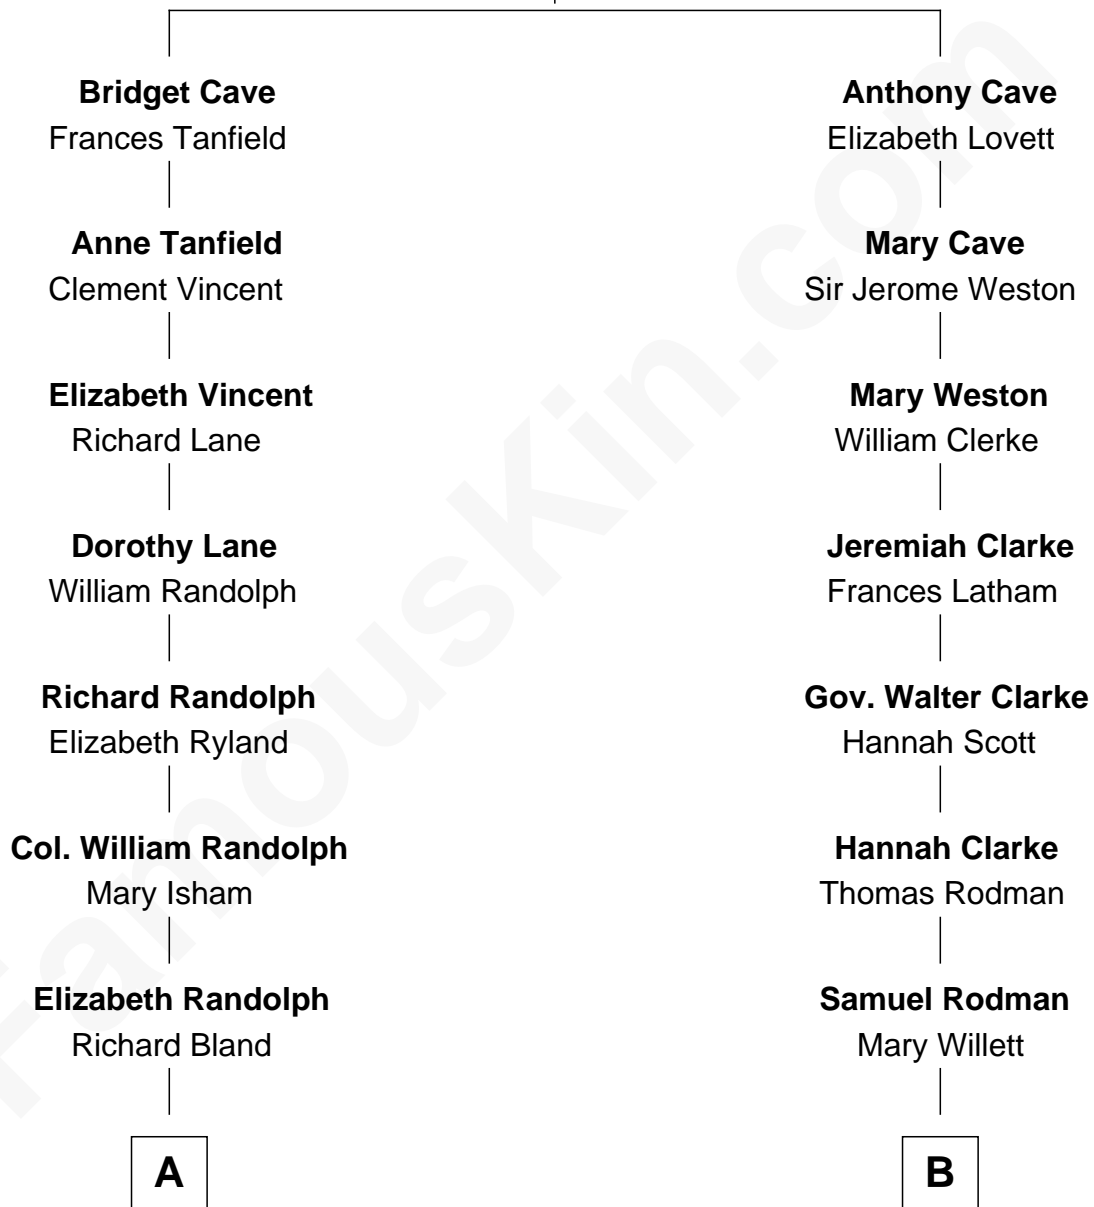 Bridget Cave
Frances Tanfield
Anne Tanfield
Clement Vincent
Elizabeth Vincent
Richard Lane
Dorothy Lane
William Randolph
Richard Randolph
Elizabeth Ryland
Col. William Randolph
Mary Isham
Elizabeth Randolph
Richard Bland
A
Anthony Cave
Elizabeth Lovett
Mary Cave
Sir Jerome Weston
Mary Weston
William Clerke
Jeremiah Clarke
Frances Latham
Gov. Walter Clarke
Hannah Scott
Hannah Clarke
Thomas Rodman
Samuel Rodman
Mary Willett
B
FamousKin.com